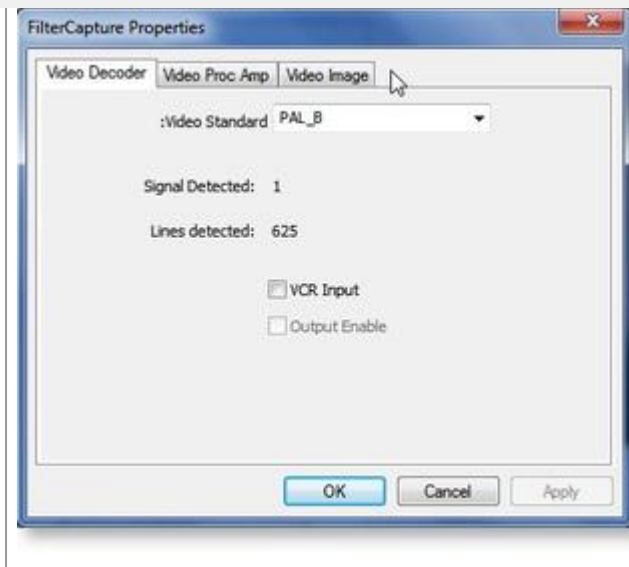 FilterCapture Properties
Video Decoder Video Proc Amp Video Image
:Video Standard PAL_B
Signal Detected: 1
Lines detected: 625
VCR Input
Output Enable
OK Cancel Apply